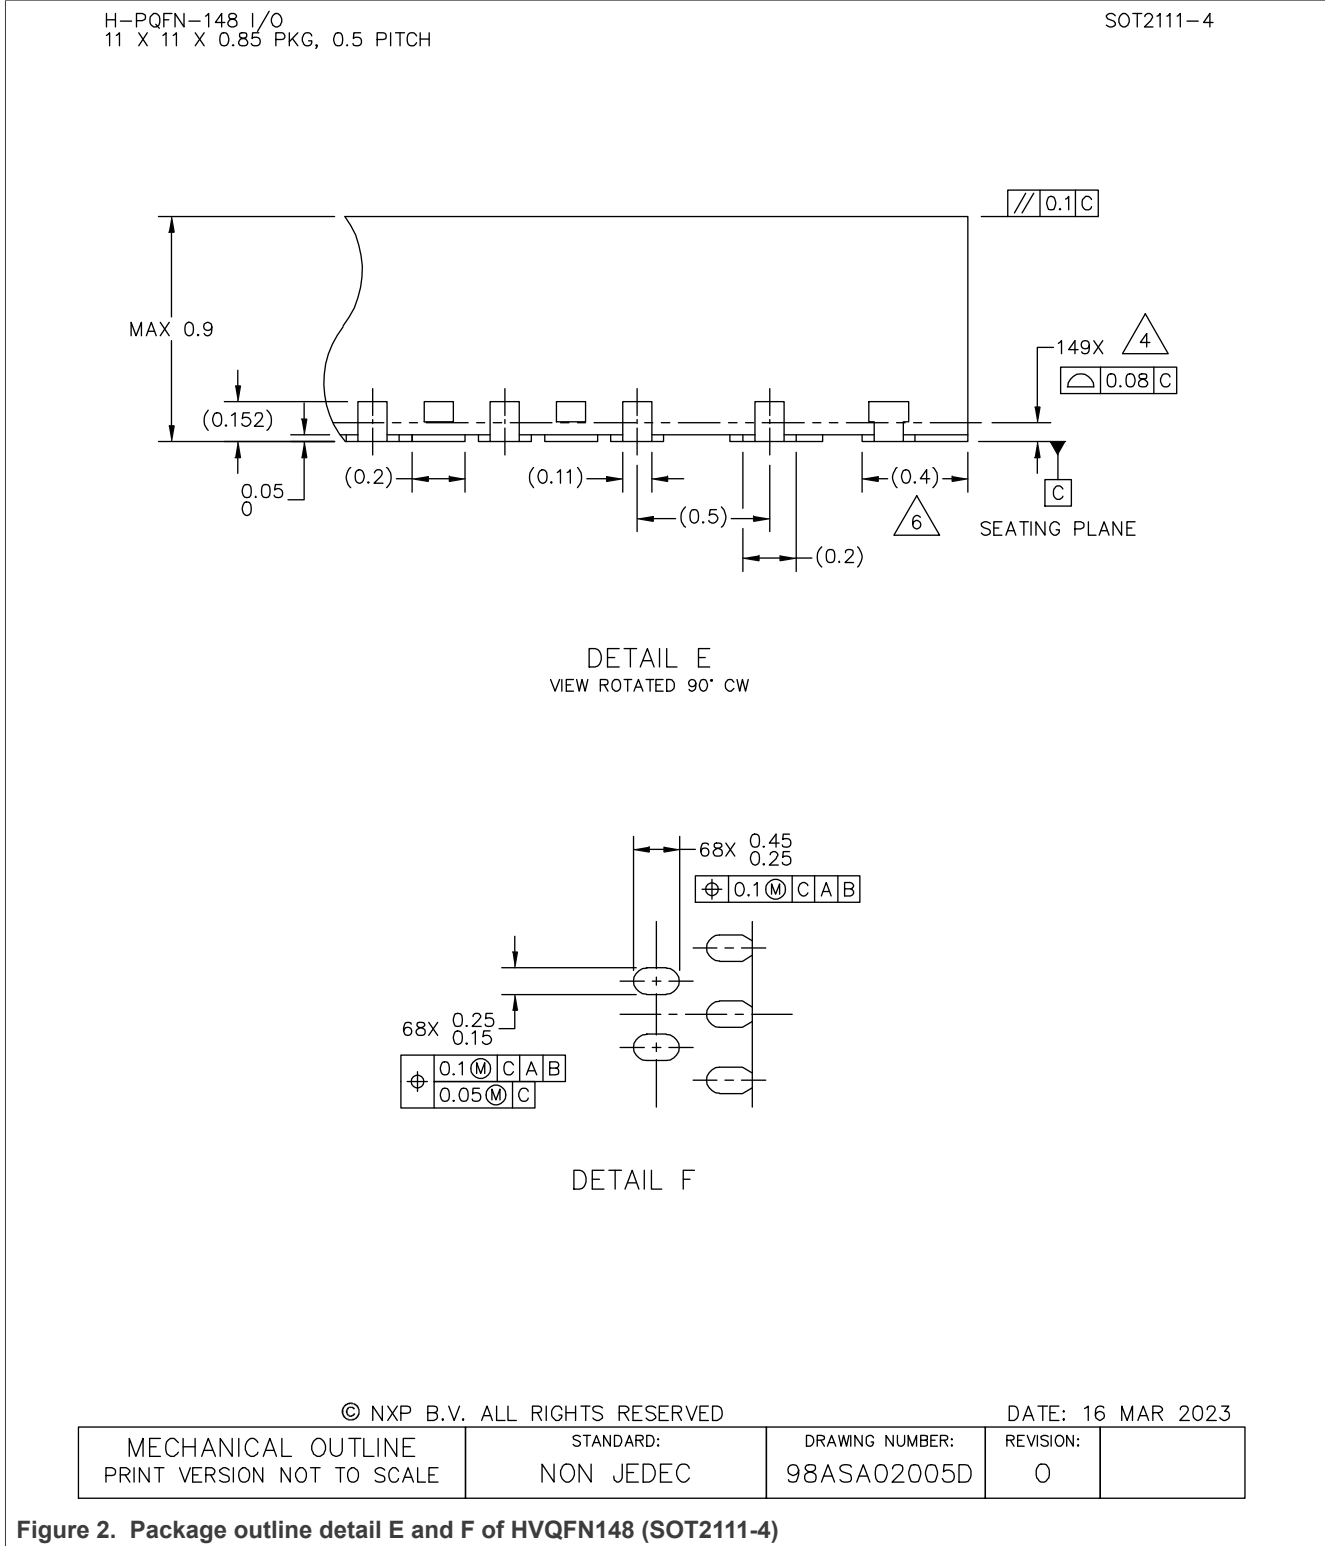 H-PQFN-148 I/O
SOT2111-4
11 X 11 X 0.85 PKG, 0.5 PITCH
// 0.1 C
MAX 0.9
149X 4
⌓ 0.08 C
(0.152)
0.05
0
(0.2)
(0.11)
(0.4)
6
C
(0.5)
SEATING PLANE
(0.2)
DETAIL E
VIEW ROTATED 90° CW
68X 0.45
0.25
⌖ 0.1 Ⓜ C A B
68X 0.25
0.15
⌖ 0.1 Ⓜ C A B
0.05 Ⓜ C
DETAIL F
© NXP B.V. ALL RIGHTS RESERVED
DATE: 16 MAR 2023
MECHANICAL OUTLINE
PRINT VERSION NOT TO SCALE
STANDARD:
NON JEDEC
DRAWING NUMBER:
98ASA02005D
REVISION:
O
Figure 2. Package outline detail E and F of HVQFN148 (SOT2111-4)